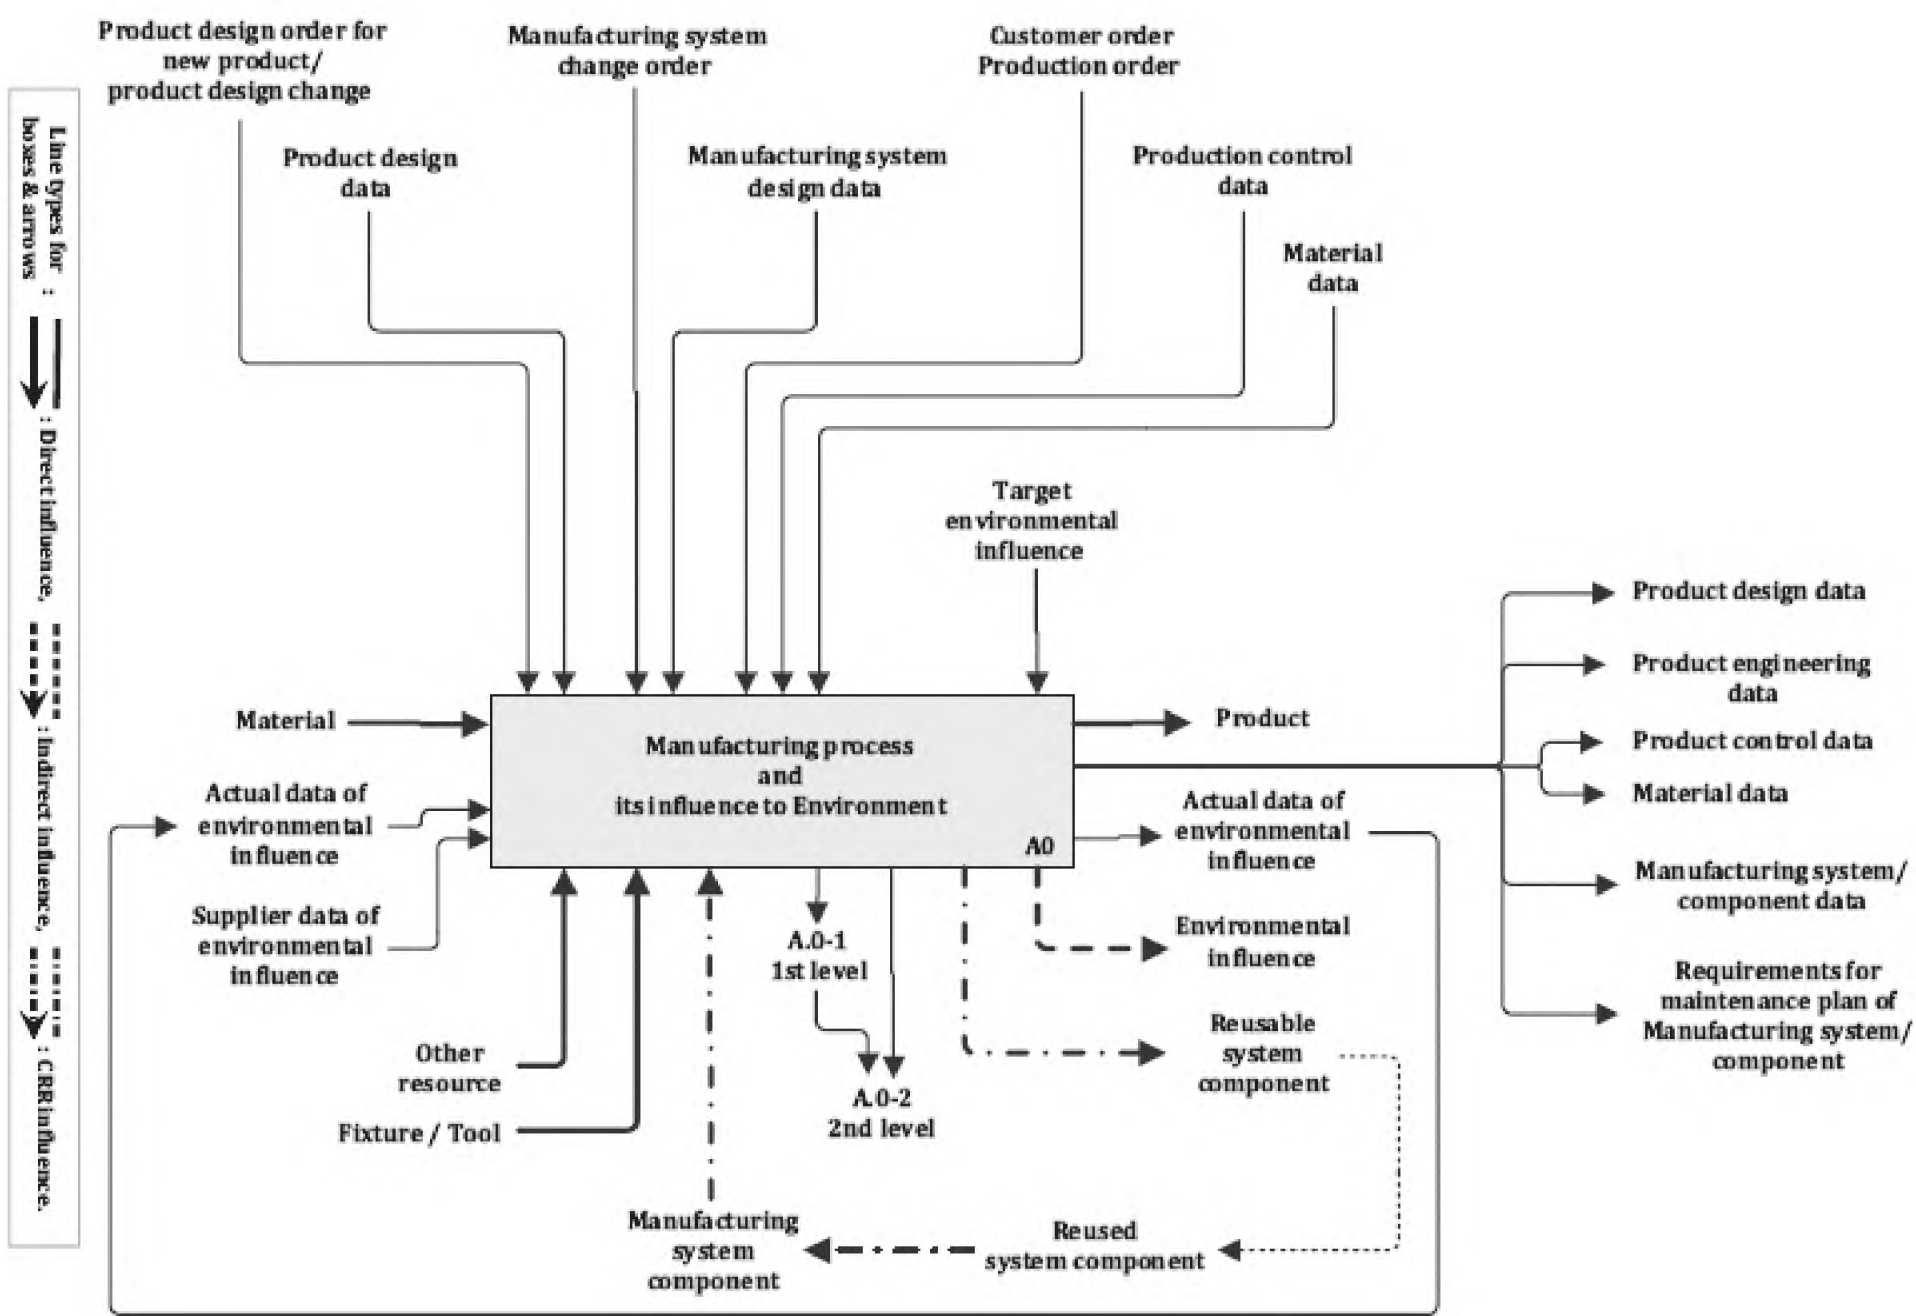 Product design order for
new product/
product design change
Manufacturing system
change order
Customer order
Production order
Product design
data
Manufacturing system
design data
Production control
data
Material
data
Target
environmental
influence
Line types for :
boxes & arrows
: Direct influence,
: Indirect influence,
: CRR influence.
Material
Actual data of
environmental
influence
Supplier data of
environmental
influence
Other
resource
Fixture / Tool
Manufacturing process
and
its influence to Environment
A0
A.0-1
1st level
A.0-2
2nd level
Manufacturing
system
component
Reused
system component
Product
Actual data of
environmental
influence
Environmental
influence
Reusable
system
component
Product design data
Product engineering
data
Product control data
Material data
Manufacturing system/
component data
Requirements for
maintenance plan of
Manufacturing system/
component